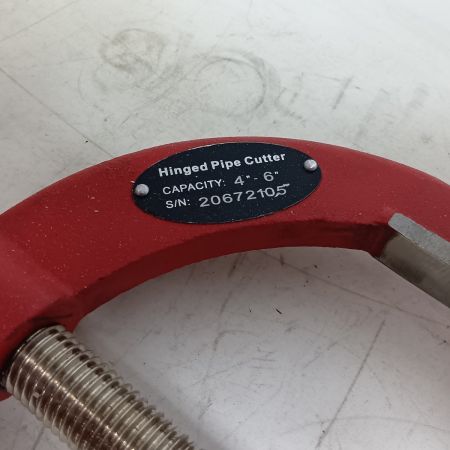 Hinged Pipe Cutter
CAPACITY: 4"- 6"
S/N: 20672105